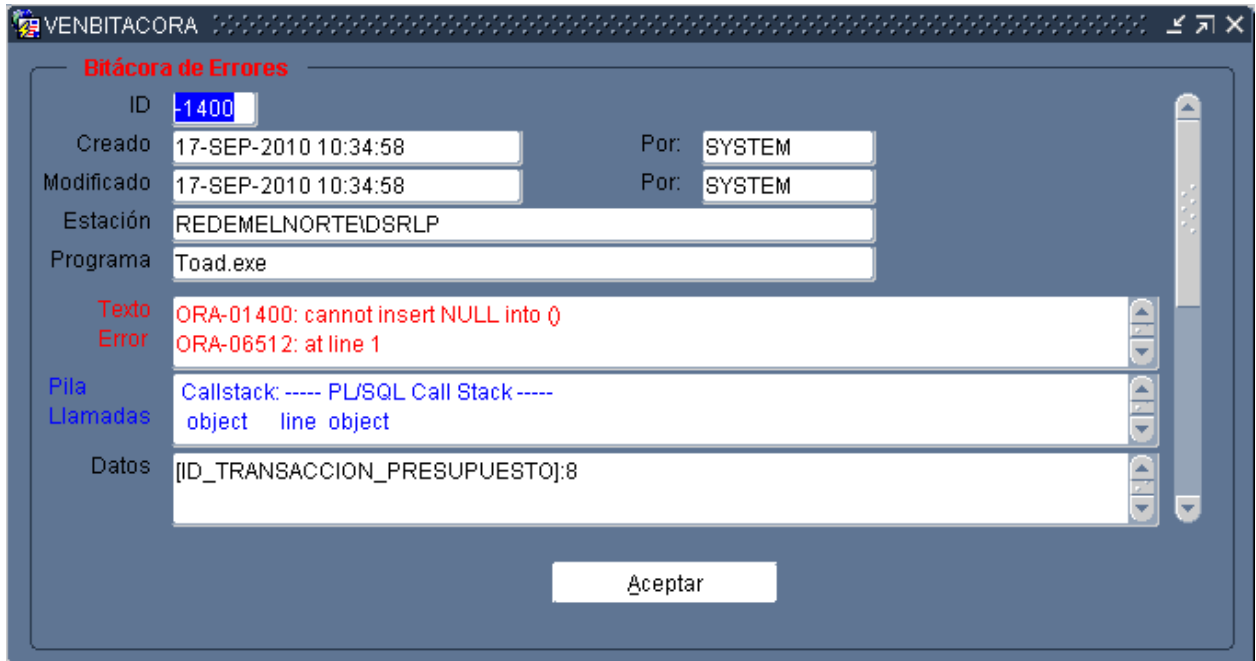 VENBITACORA
Bitácora de Errores
ID -1400
Creado 17-SEP-2010 10:34:58 Por: SYSTEM
Modificado 17-SEP-2010 10:34:58 Por: SYSTEM
Estación REDEMELNORTE\DSRLP
Programa Toad.exe
Texto Error
ORA-01400: cannot insert NULL into ()
ORA-06512: at line 1
Pila Llamadas
Callstack: ----- PL/SQL Call Stack -----
object line object
Datos [ID_TRANSACCION_PRESUPUESTO]:8
Aceptar